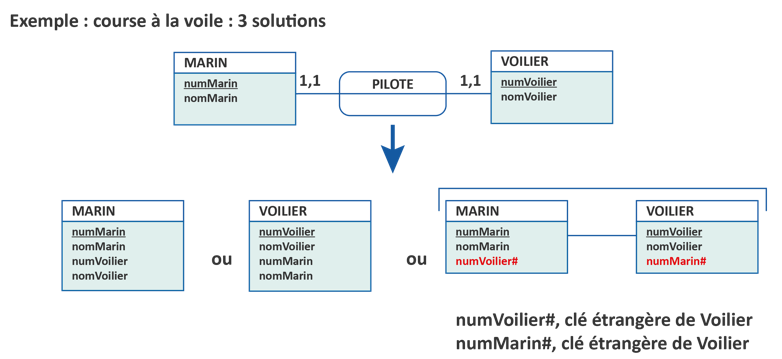 Exemple : course à la voile : 3 solutions
MARIN
numMarin
nomMarin
1,1
PILOTE
1,1
VOILIER
numVoilier
nomVoilier
MARIN
numMarin
nomMarin
numVoilier
nomVoilier
ou
VOILIER
numVoilier
nomVoilier
numMarin
nomMarin
ou
MARIN
numMarin
nomMarin
numVoilier#
VOILIER
numVoilier
nomVoilier
numMarin#
numVoilier#, clé étrangère de Voilier
numMarin#, clé étrangère de Voilier